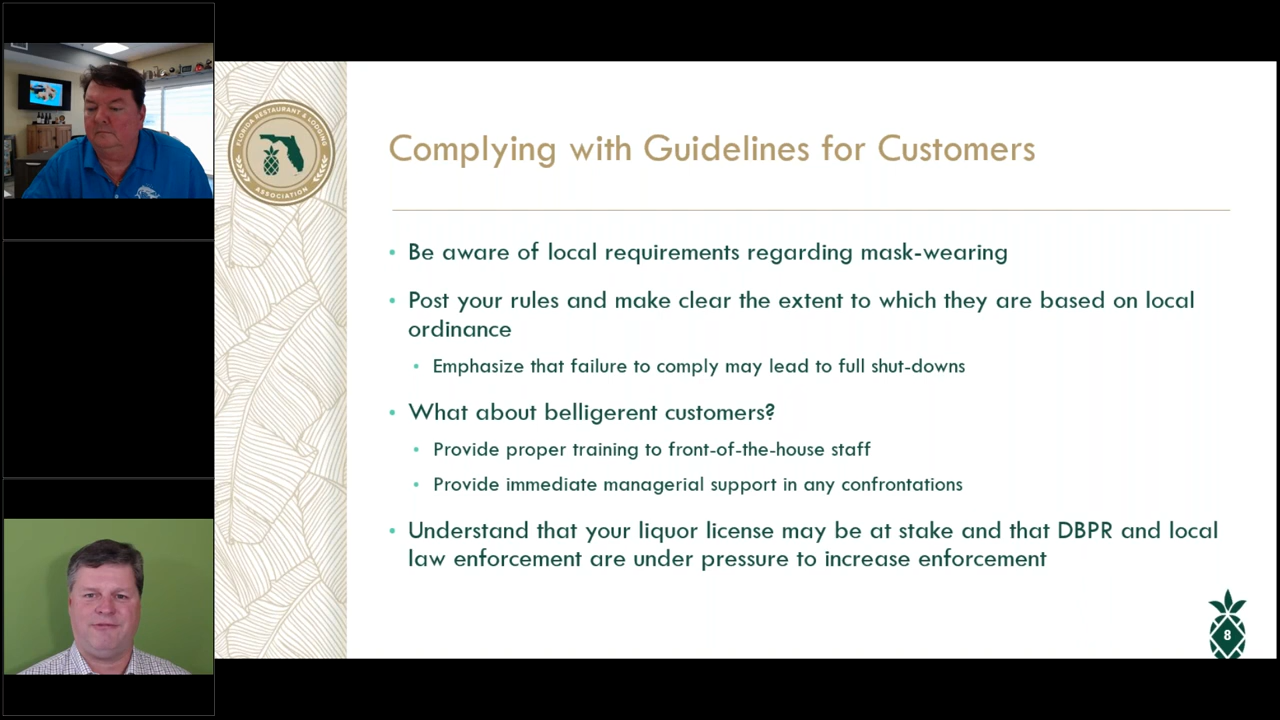 FLORIDA RESTAURANT & LODGING
ASSOCIATION
Complying with Guidelines for Customers
• Be aware of local requirements regarding mask-wearing
• Post your rules and make clear the extent to which they are based on local
ordinance
• Emphasize that failure to comply may lead to full shut-downs
• What about belligerent customers?
• Provide proper training to front-of-the-house staff
• Provide immediate managerial support in any confrontations
• Understand that your liquor license may be at stake and that DBPR and local
law enforcement are under pressure to increase enforcement
8